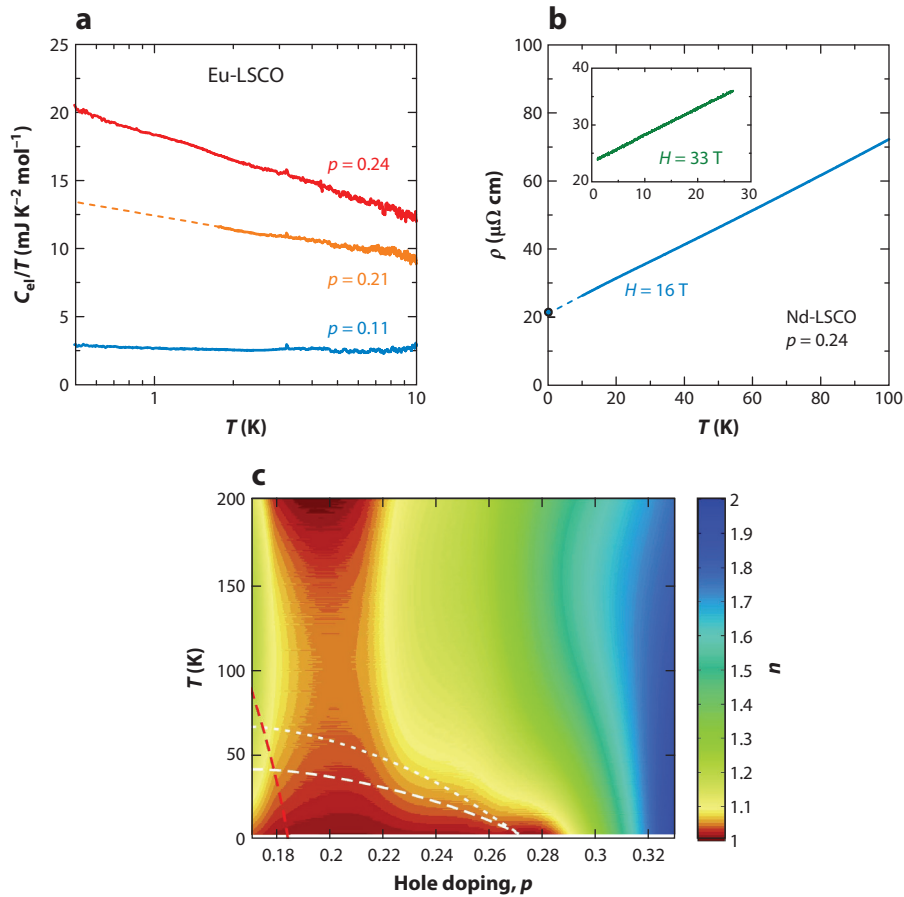 a
25
20
15
10
5
0
1
10
Eu-LSCO
p = 0.24
p = 0.21
p = 0.11
C_el/T (mJ K⁻² mol⁻¹)
T (K)
b
100
80
60
40
20
0
0
20
40
60
80
100
40
30
20
0
10
20
30
H = 33 T
H = 16 T
Nd-LSCO
p = 0.24
ρ (μΩ cm)
T (K)
c
200
150
100
50
0
0.18
0.2
0.22
0.24
0.26
0.28
0.3
0.32
T (K)
Hole doping, p
2
1.9
1.8
1.7
1.6
1.5
1.4
1.3
1.2
1.1
1
n